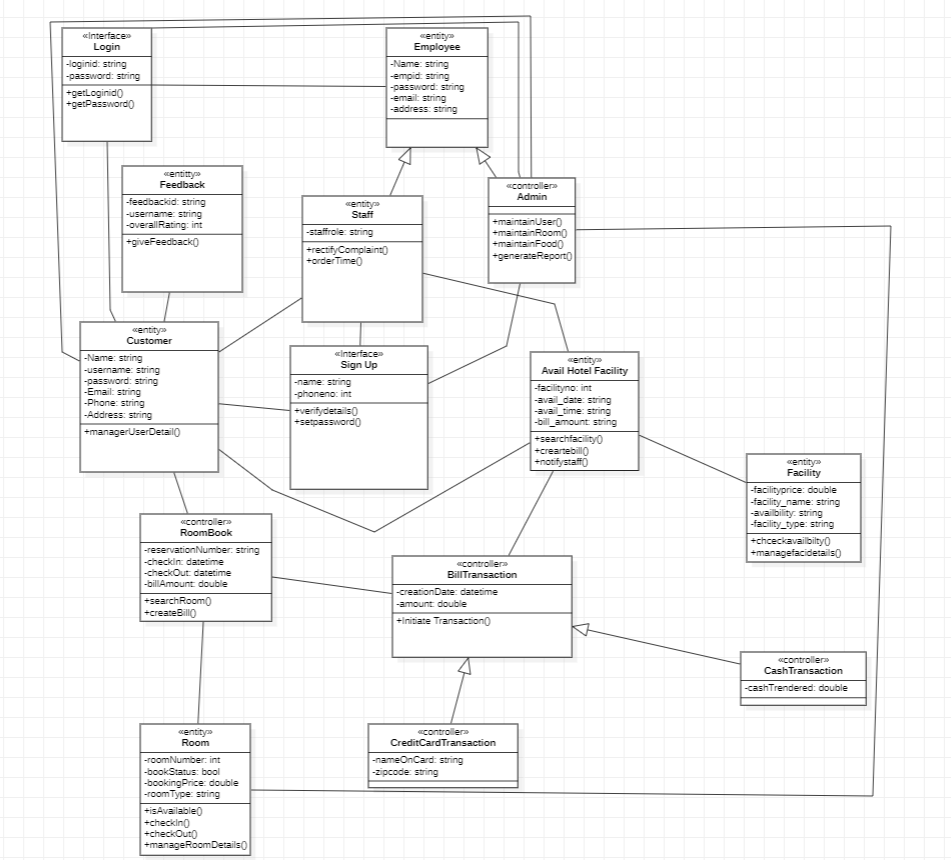 «Interface»
Login
-loginid: string
-password: string
+getLoginid()
+getPassword()
«entity»
Employee
-Name: string
-empid: string
-password: string
-email: string
-address: string
«entitty»
Feedback
-feedbackid: string
-username: string
-overallRating: int
+giveFeedback()
«entity»
Staff
-staffrole: string
+rectifyComplaint()
+orderTime()
«controller»
Admin
+maintainUser()
+maintainRoom()
+maintainFood()
+generateReport()
«entity»
Customer
-Name: string
-username: string
-password: string
-Email: string
-Phone: string
-Address: string
+managerUserDetail()
«Interface»
Sign Up
-name: string
-phoneno: int
+verifydetails()
+setpassword()
«entity»
Avail Hotel Facility
-facilityno: int
-avail_date: string
-avail_time: string
-bill_amount: string
+searchfacility()
+creartebill()
+notifystaff()
«entity»
Facility
-facilityprice: double
-facility_name: string
-availbility: string
-facility_type: string
+chceckavailbilty()
+managefacidetails()
«controller»
RoomBook
-reservationNumber: string
-checkIn: datetime
-checkOut: datetime
-billAmount: double
+searchRoom()
+createBill()
«controller»
BillTransaction
-creationDate: datetime
-amount: double
+Initiate Transaction()
«controller»
CashTransaction
-cashTrendered: double
«entity»
Room
-roomNumber: int
-bookStatus: bool
-bookingPrice: double
-roomType: string
+isAvailable()
+checkIn()
+checkOut()
+manageRoomDetails()
«controller»
CreditCardTransaction
-nameOnCard: string
-zipcode: string